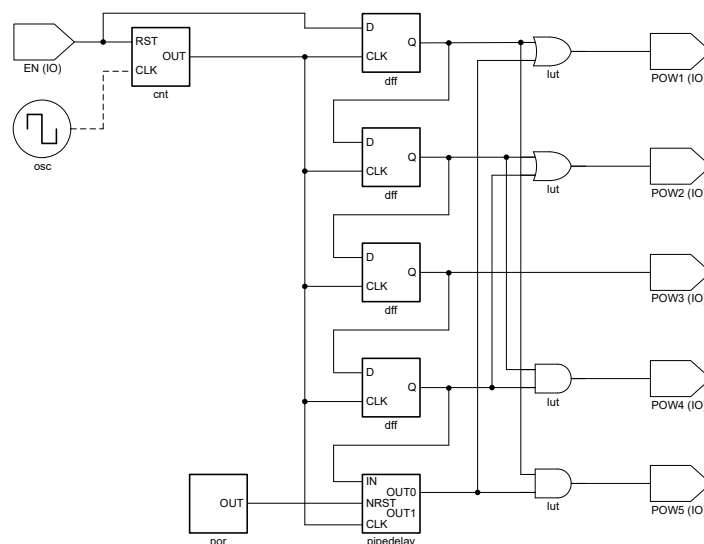 EN (IO)
RST
CLK
OUT
cnt
osc
D
Q
CLK
dff
D
Q
CLK
dff
D
Q
CLK
dff
D
Q
CLK
dff
OUT
por
IN
OUT0
NRST
OUT1
CLK
pipedelay
lut
lut
lut
lut
POW1 (IO)
POW2 (IO)
POW3 (IO)
POW4 (IO)
POW5 (IO)